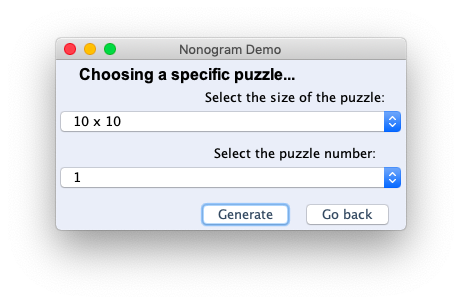 Nonogram Demo
Choosing a specific puzzle...
Select the size of the puzzle:
10 x 10
Select the puzzle number:
1
Generate Go back